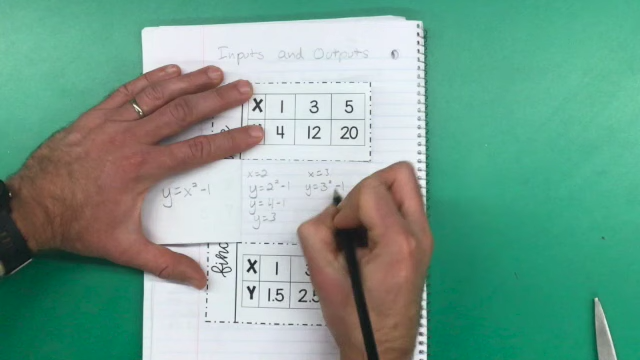 Inputs and Outputs
X 1 3 5
4 12 20
x=2 x=3
y=2²-1 y=3²-1
y=x²-1
y=4-1
y=3
find
X 1
Y 1.5 2.5